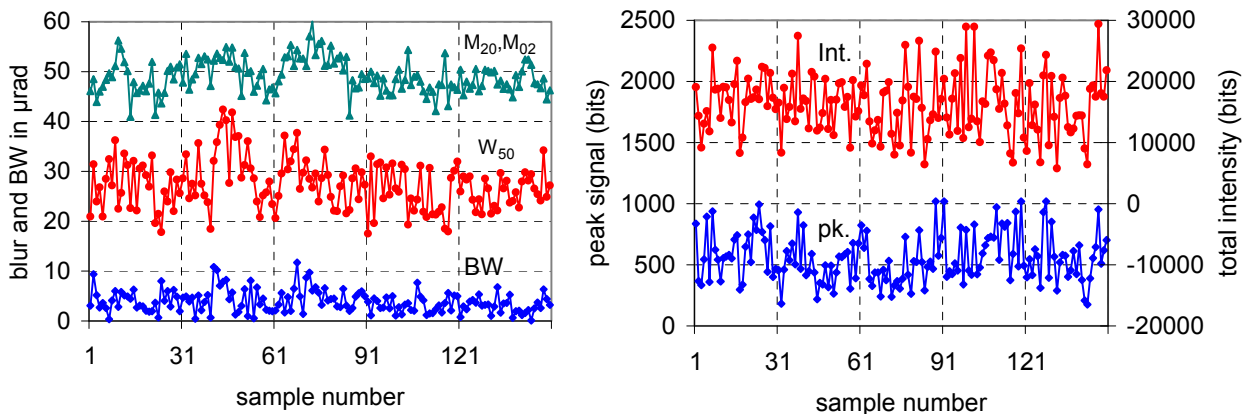 60
50
40
30
20
10
0
blur and BW in µrad
M20,M02
W50
BW
1 31 61 91 121
sample number
2500
2000
1500
1000
500
0
peak signal (bits)
Int.
pk.
30000
20000
10000
0
-10000
-20000
total intensity (bits)
1 31 61 91 121
sample number